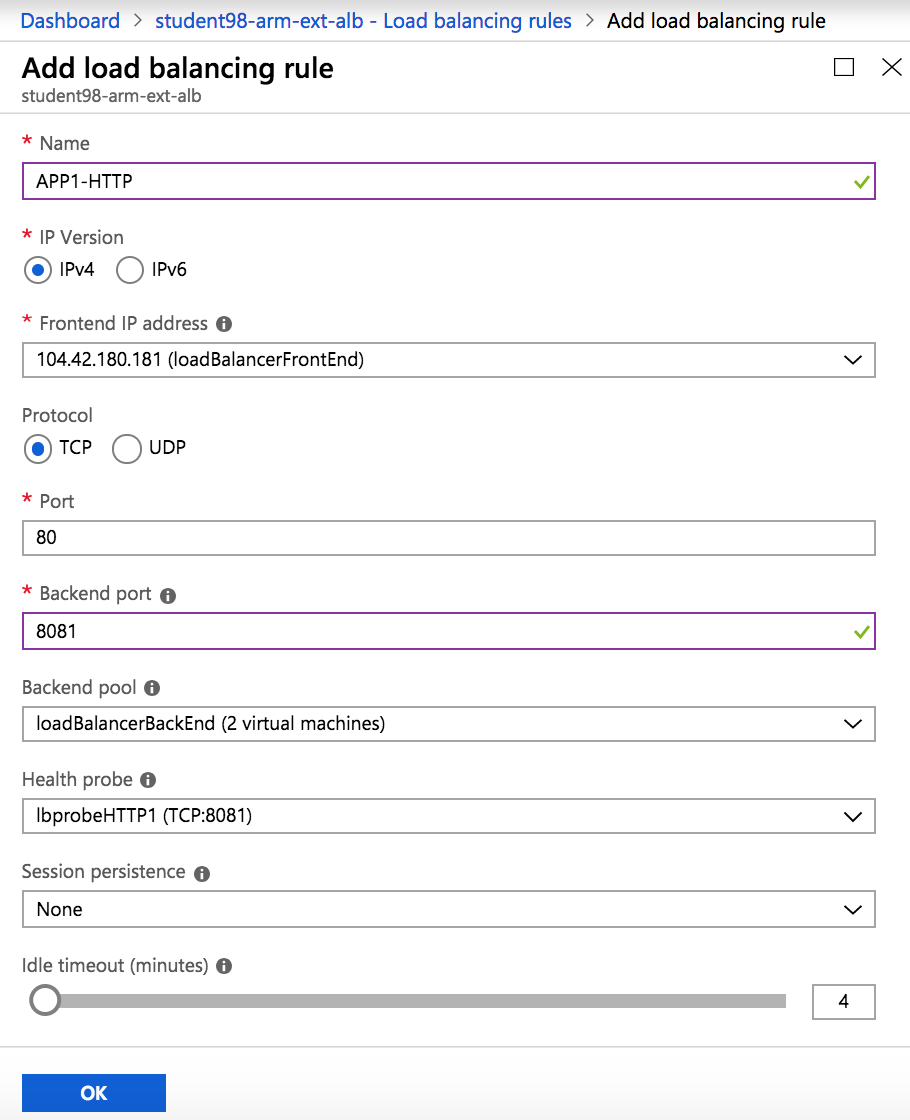 Dashboard > student98-arm-ext-alb - Load balancing rules > Add load balancing rule
Add load balancing rule
student98-arm-ext-alb
* Name
APP1-HTTP
* IP Version
IPv4 IPv6
* Frontend IP address
104.42.180.181 (loadBalancerFrontEnd)
Protocol
TCP UDP
* Port
80
* Backend port
8081
Backend pool
loadBalancerBackEnd (2 virtual machines)
Health probe
lbprobeHTTP1 (TCP:8081)
Session persistence
None
Idle timeout (minutes)
4
OK